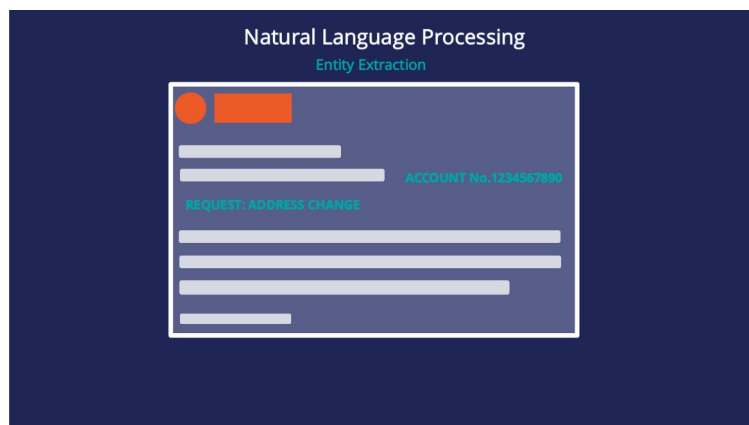 Natural Language Processing
Entity Extraction
ACCOUNT No.1234567890
REQUEST: ADDRESS CHANGE